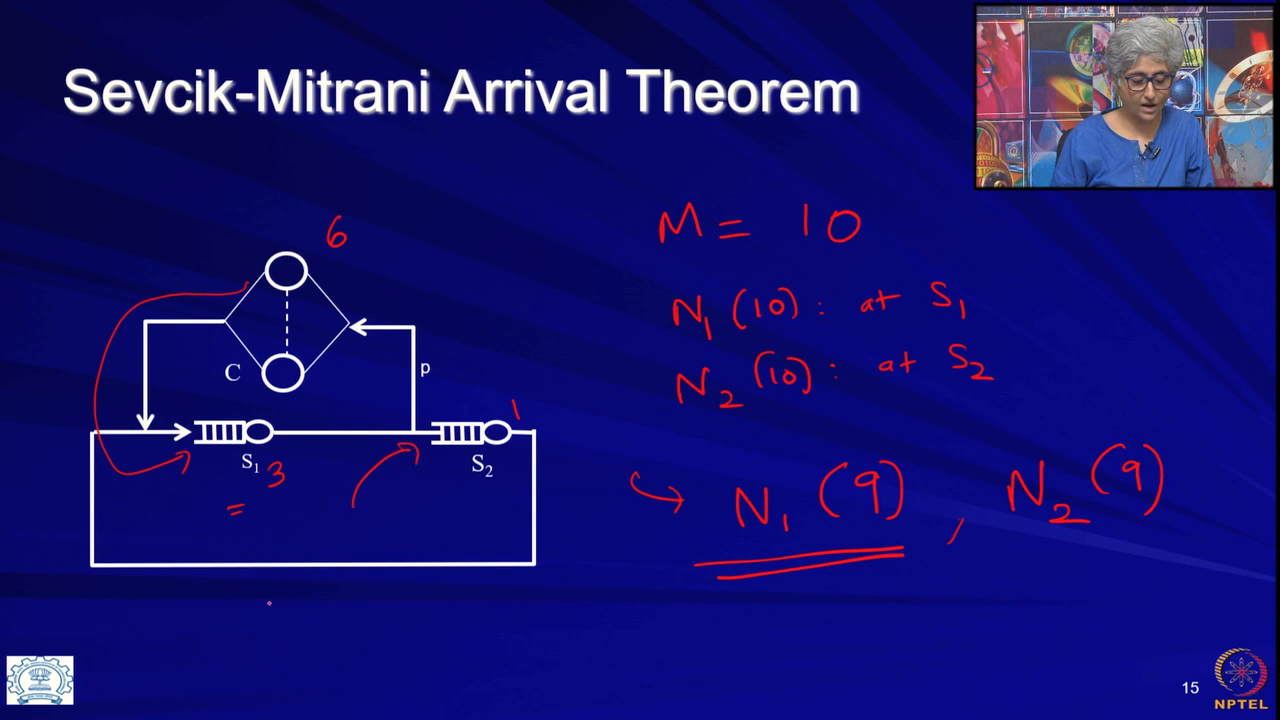 Sevcik-Mitrani Arrival Theorem
M = 10
6
N₁ (10) : at S₁
N₂ (10) : at S₂
C
p
1
S₁
S₂
3
=
N₁ (9) , N₂ (9)
15
NPTEL